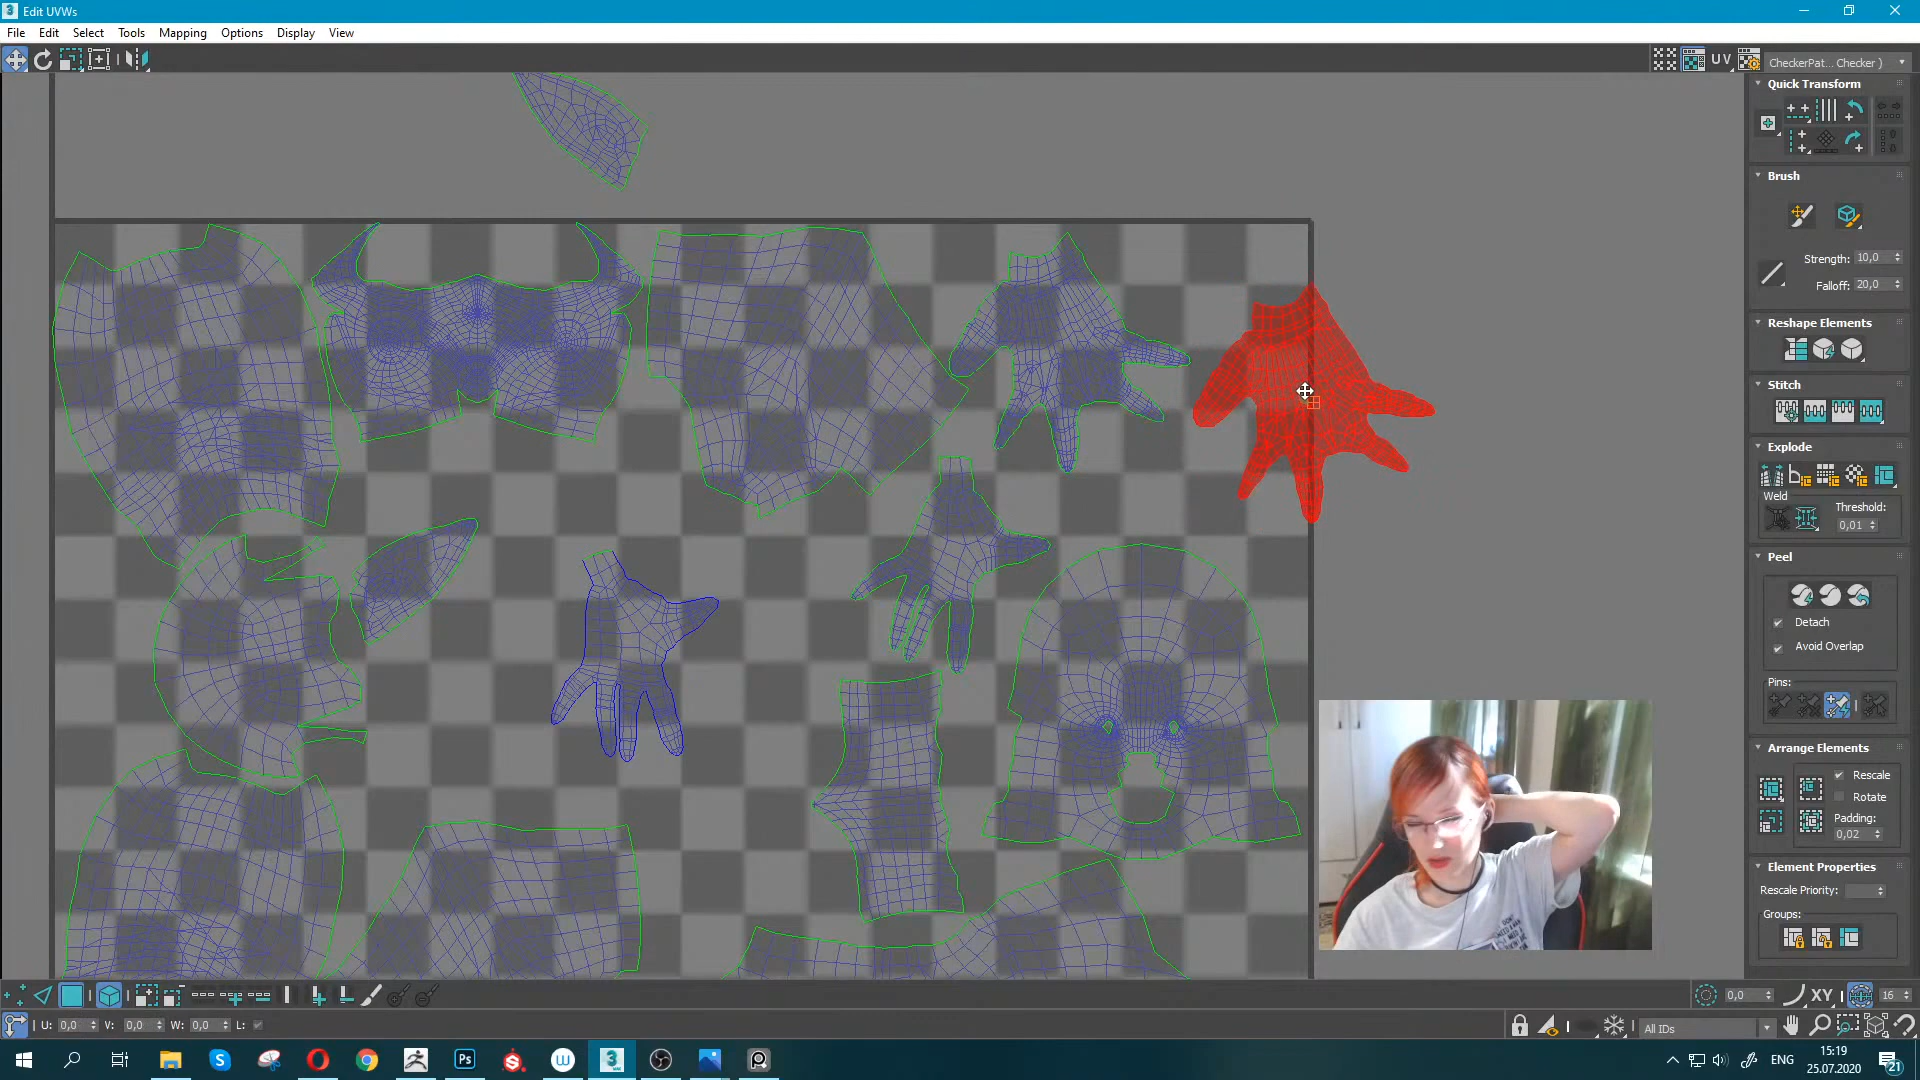 Edit UVWs
File Edit Select Tools Mapping Options Display View
UV
CheckerPat... Checker )
Quick Transform
Brush
Strength: 10,0
Falloff: 20,0
Reshape Elements
Stitch
Explode
Weld
Threshold:
0,01
Peel
Detach
Avoid Overlap
Pins:
Arrange Elements
Rescale
Rotate
Padding:
0,02
Element Properties
Rescale Priority:
Groups:
0,0
XY
16
U: 0,0 V: 0,0 W: 0,0 L:
All IDs
ENG
15:19
25.07.2020
21